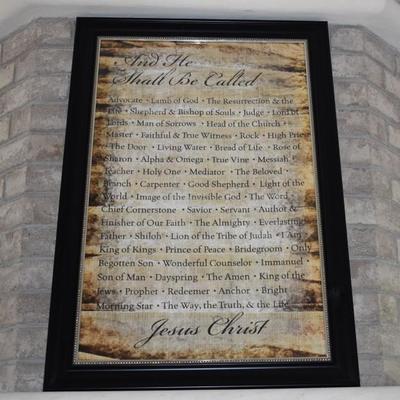 And He
Shall Be Called
Advocate • Lamb of God • The Resurrection & the
Life • Shepherd & Bishop of Souls • Judge • Lord of
Lords • Man of Sorrows • Head of the Church •
Master • Faithful & True Witness • Rock • High Prie
The Door • Living Water • Bread of Life • Rose of
Sharon • Alpha & Omega • True Vine • Messiah
Teacher • Holy One • Mediator • The Beloved
Branch • Carpenter • Good Shepherd • Light of the
World • Image of the Invisible God • The Word
Chief Cornerstone • Savior • Servant • Author &
Finisher of Our Faith • The Almighty • Everlasting
Father • Shiloh • Lion of the Tribe of Judah • I Am
King of Kings • Prince of Peace • Bridegroom • Only
Begotten Son • Wonderful Counselor • Immanuel •
Son of Man • Dayspring • The Amen • King of the
Jews • Prophet • Redeemer • Anchor • Bright
Morning Star • The Way, the Truth, & the Life
Jesus Christ